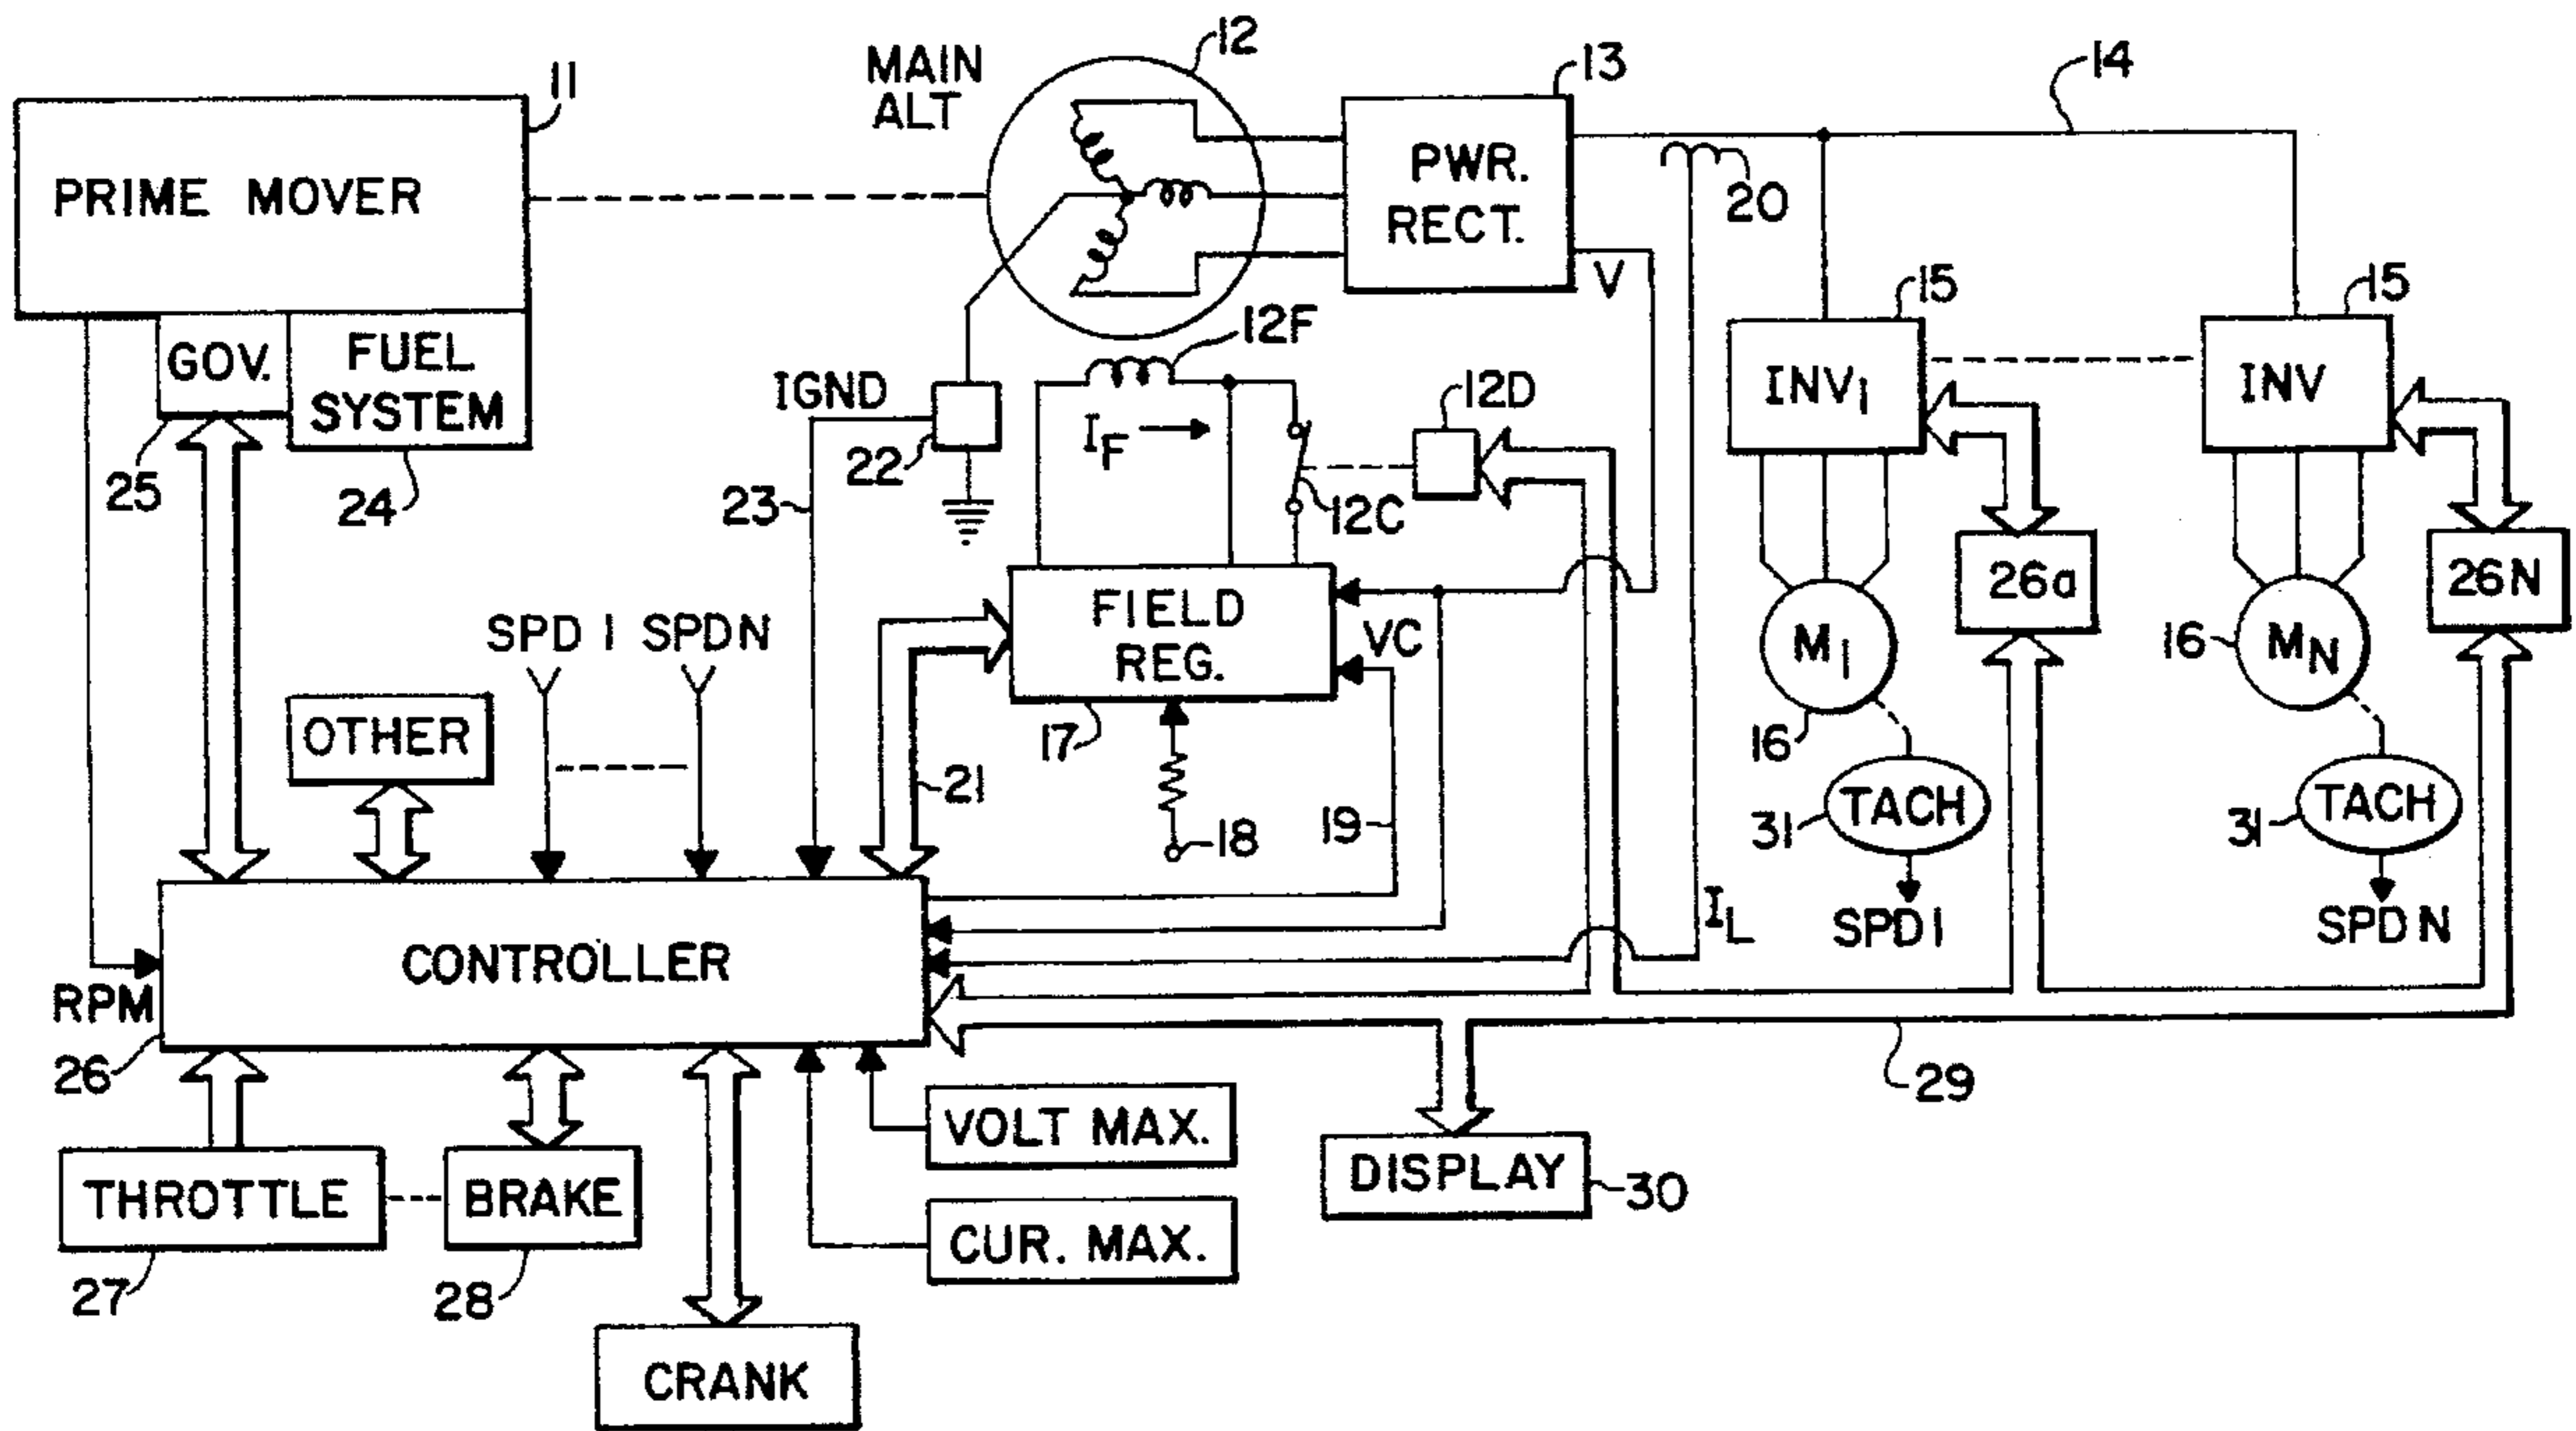 11
PRIME MOVER
MAIN
ALT
12
13
PWR.
RECT.
14
20
V
GOV.
FUEL
SYSTEM
25
24
12F
IGND
22
23
IF
12D
12C
15
INV1
15
INV
26a
26N
M1
16
16
MN
TACH
31
SPD1
31
TACH
SPD N
SPD 1
SPDN
FIELD
REG.
VC
17
18
19
21
OTHER
IL
CONTROLLER
RPM
26
29
THROTTLE
27
BRAKE
28
VOLT MAX.
CUR. MAX.
DISPLAY
30
CRANK